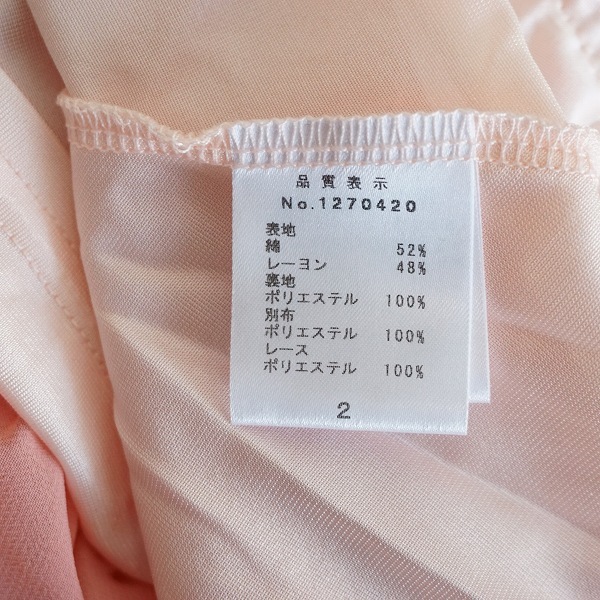 品質表示
No.1270420
表地
綿 52%
レーヨン 48%
裏地
ポリエステル 100%
別布
ポリエステル 100%
レース
ポリエステル 100%
2